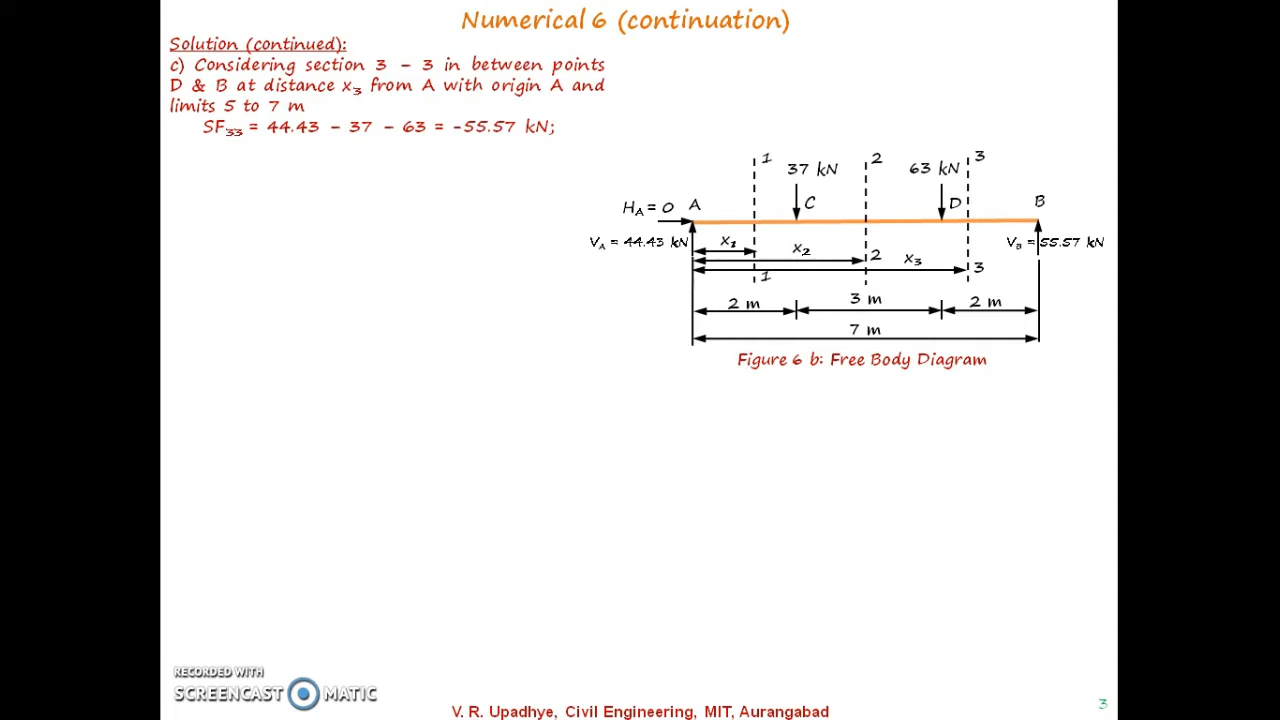 Numerical 6 (continuation)
Solution (continued):
c) Considering section 3 - 3 in between points
D & B at distance x₃ from A with origin A and
limits 5 to 7 m
SF₃₃ = 44.43 - 37 - 63 = -55.57 kN;
1
2
3
37 kN
63 kN
H_A = 0
A
C
D
B
V_A = 44.43 kN
V_B = 55.57 kN
x₁
x₂
x₃
1
2
3
2 m
3 m
2 m
7 m
Figure 6 b: Free Body Diagram
RECORDED WITH
SCREENCAST MATIC
V. R. Upadhye, Civil Engineering, MIT, Aurangabad
3